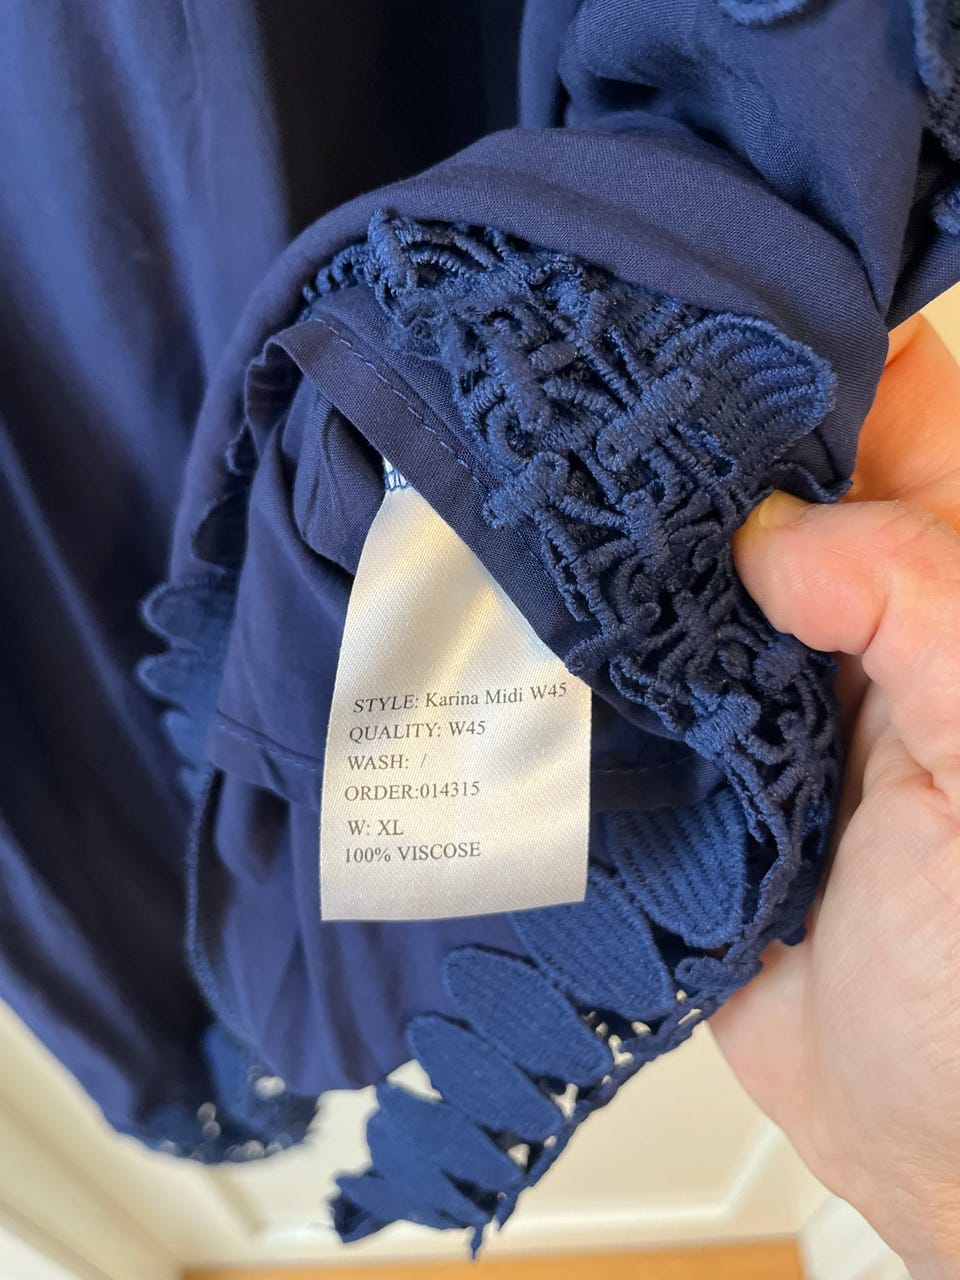 STYLE: Karina Midi W45
QUALITY: W45
WASH: /
ORDER:014315
W: XL
100% VISCOSE